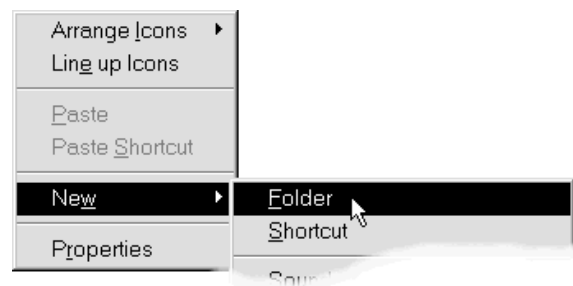 Arrange Icons
Line up Icons
Paste
Paste Shortcut
New
Properties
Folder
Shortcut